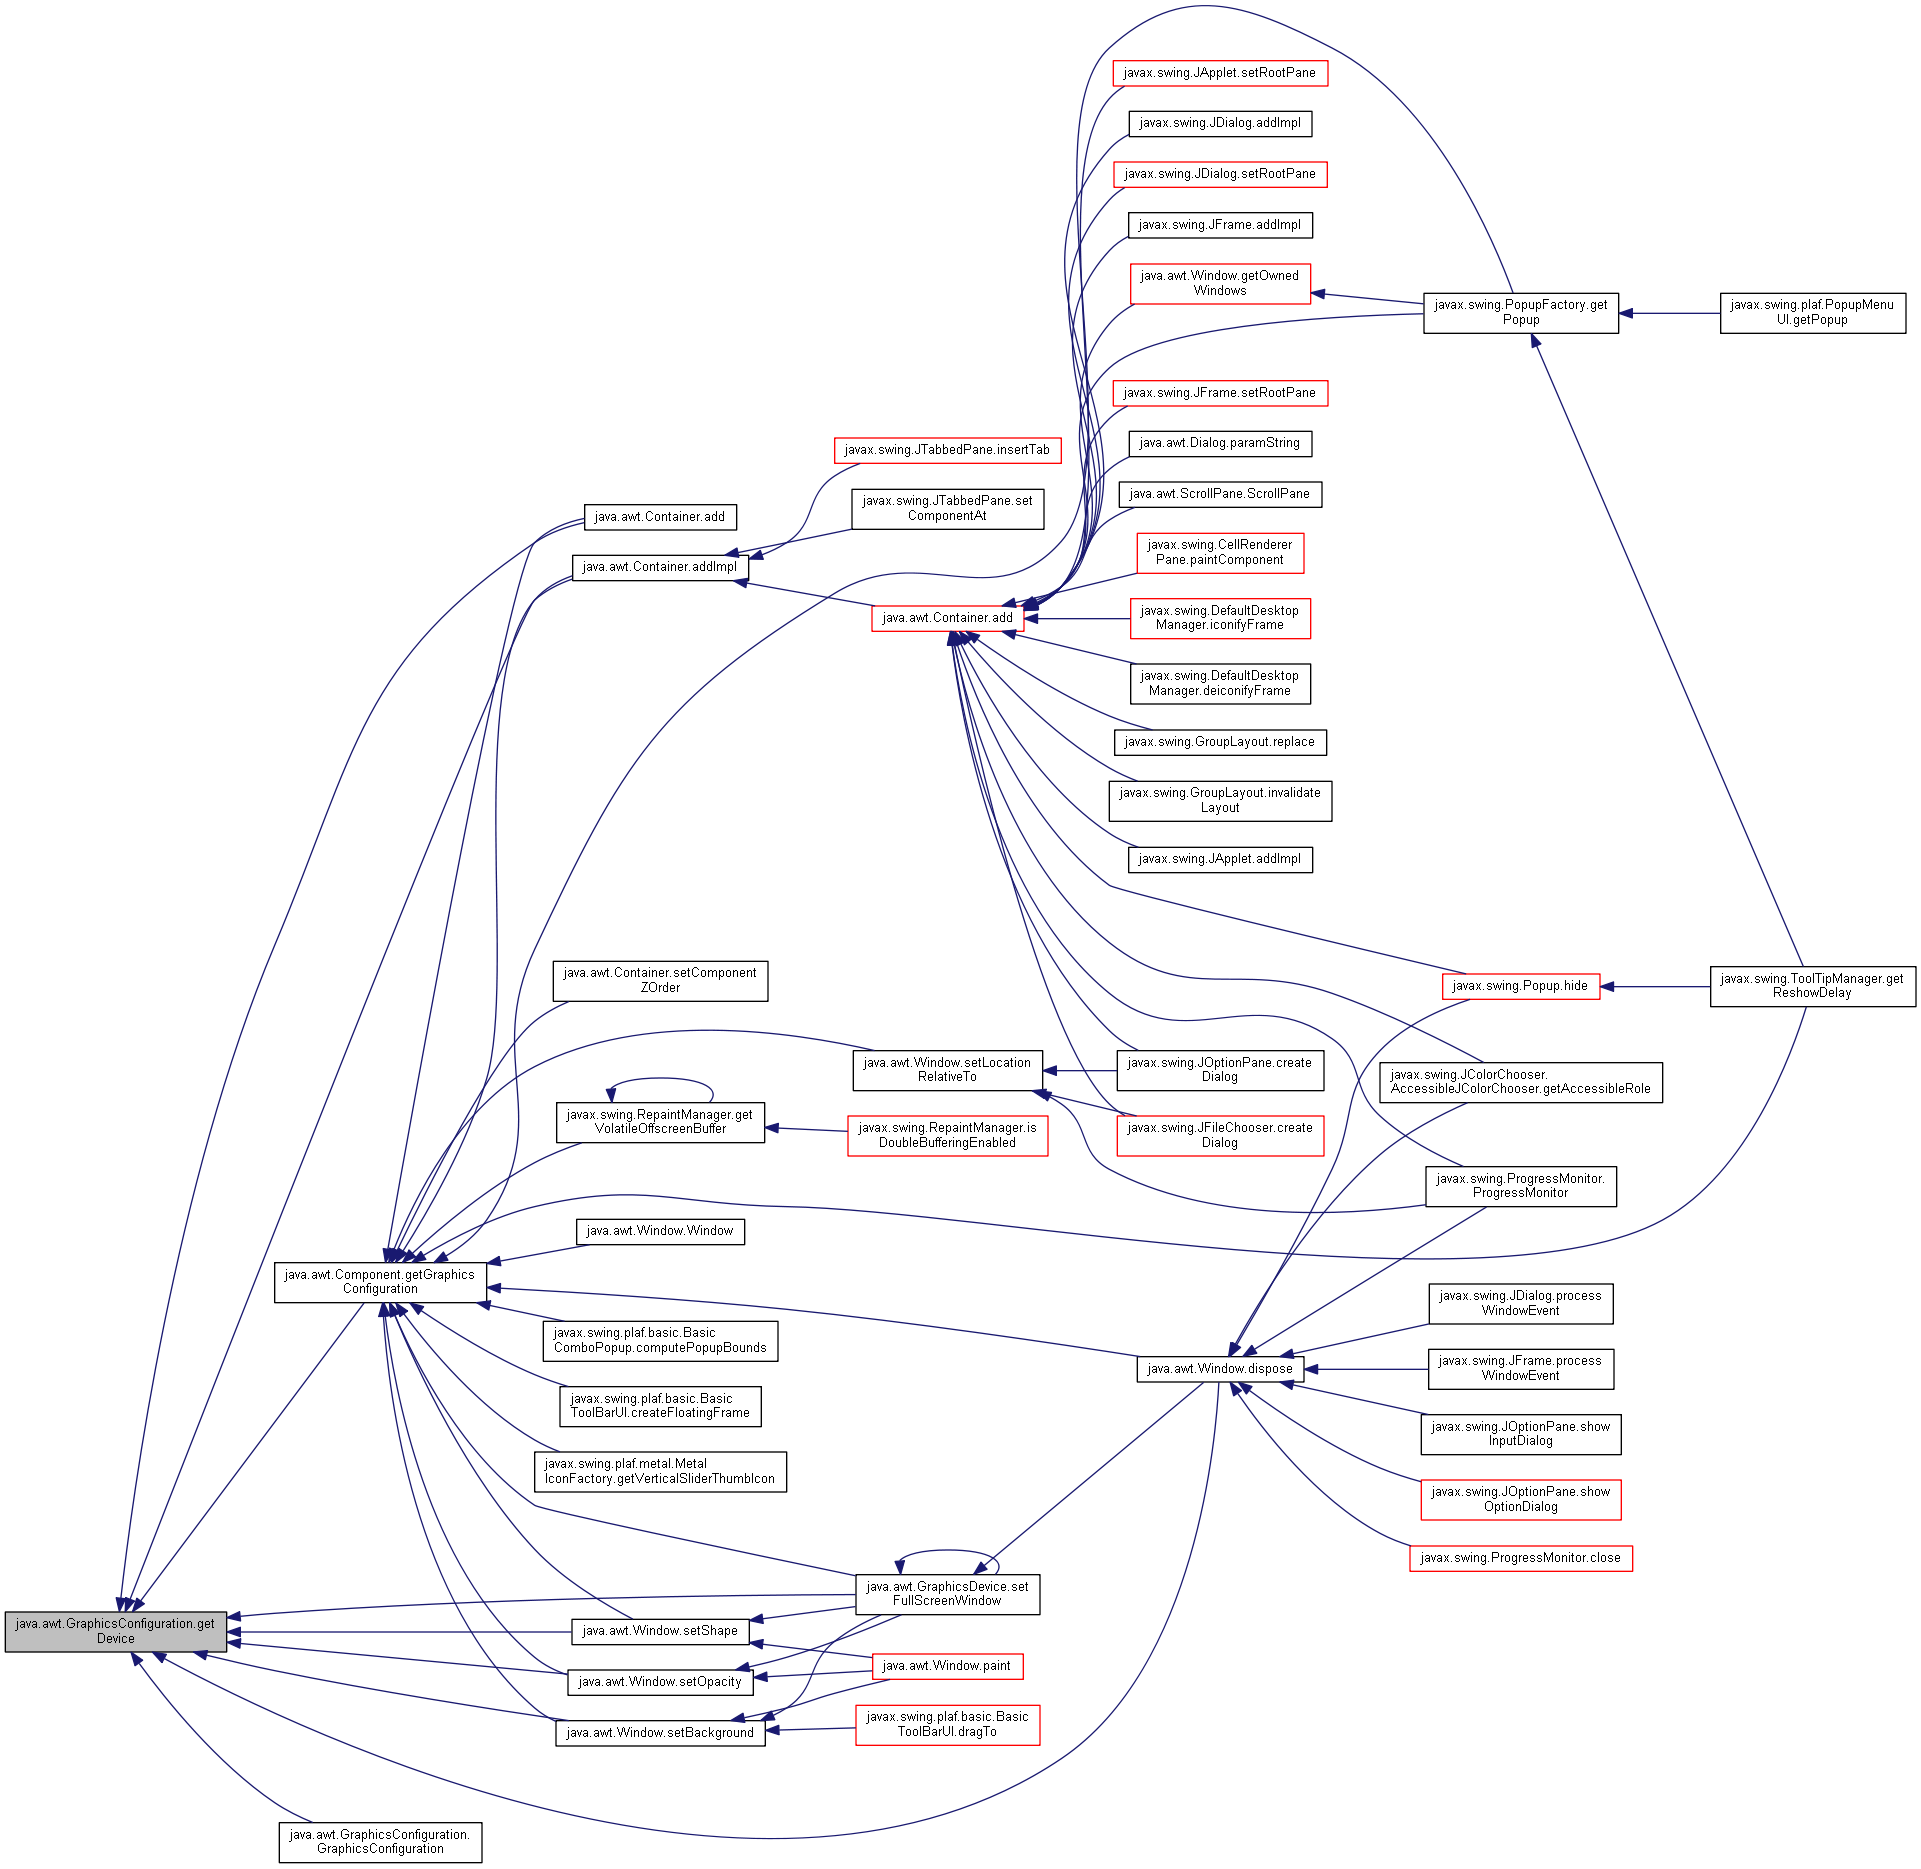 javax.swing.JApplet.setRootPane
javax.swing.JDialog.addImpl
javax.swing.JDialog.setRootPane
javax.swing.JFrame.addImpl
java.awt.Window.getOwned
Windows
javax.swing.PopupFactory.get
Popup
javax.swing.plaf.PopupMenu
UI.getPopup
javax.swing.JFrame.setRootPane
java.awt.Dialog.paramString
javax.swing.JTabbedPane.insertTab
java.awt.ScrollPane.ScrollPane
javax.swing.JTabbedPane.set
ComponentAt
java.awt.Container.add
javax.swing.CellRenderer
Pane.paintComponent
java.awt.Container.addImpl
java.awt.Container.add
javax.swing.DefaultDesktop
Manager.iconifyFrame
javax.swing.DefaultDesktop
Manager.deiconifyFrame
javax.swing.GroupLayout.replace
javax.swing.GroupLayout.invalidate
Layout
javax.swing.JApplet.addImpl
java.awt.Container.setComponent
ZOrder
javax.swing.Popup.hide
javax.swing.ToolTipManager.get
ReshowDelay
java.awt.Window.setLocation
RelativeTo
javax.swing.JOptionPane.create
Dialog
javax.swing.JColorChooser.
AccessibleJColorChooser.getAccessibleRole
javax.swing.RepaintManager.get
VolatileOffscreenBuffer
javax.swing.RepaintManager.is
DoubleBufferingEnabled
javax.swing.JFileChooser.create
Dialog
javax.swing.ProgressMonitor.
ProgressMonitor
java.awt.Window.Window
java.awt.Component.getGraphics
Configuration
javax.swing.JDialog.process
WindowEvent
javax.swing.plaf.basic.Basic
ComboPopup.computePopupBounds
java.awt.Window.dispose
javax.swing.JFrame.process
WindowEvent
javax.swing.plaf.basic.Basic
ToolBarUI.createFloatingFrame
javax.swing.JOptionPane.show
InputDialog
javax.swing.plaf.metal.Metal
IconFactory.getVerticalSliderThumbIcon
javax.swing.JOptionPane.show
OptionDialog
javax.swing.ProgressMonitor.close
java.awt.GraphicsDevice.set
FullScreenWindow
java.awt.GraphicsConfiguration.get
Device
java.awt.Window.setShape
java.awt.Window.paint
java.awt.Window.setOpacity
javax.swing.plaf.basic.Basic
ToolBarUI.dragTo
java.awt.Window.setBackground
java.awt.GraphicsConfiguration.
GraphicsConfiguration